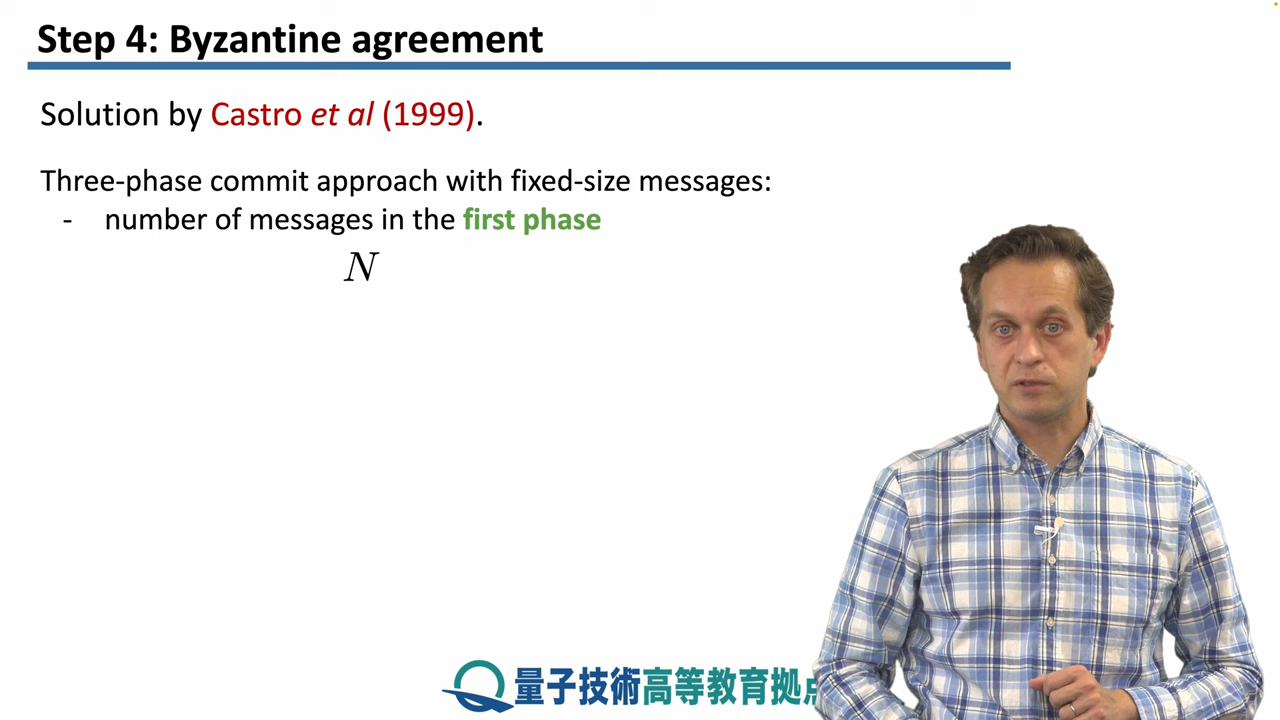 Step 4: Byzantine agreement
Solution by Castro et al (1999).
Three-phase commit approach with fixed-size messages:
- number of messages in the first phase
N
量子技術高等教育拠点